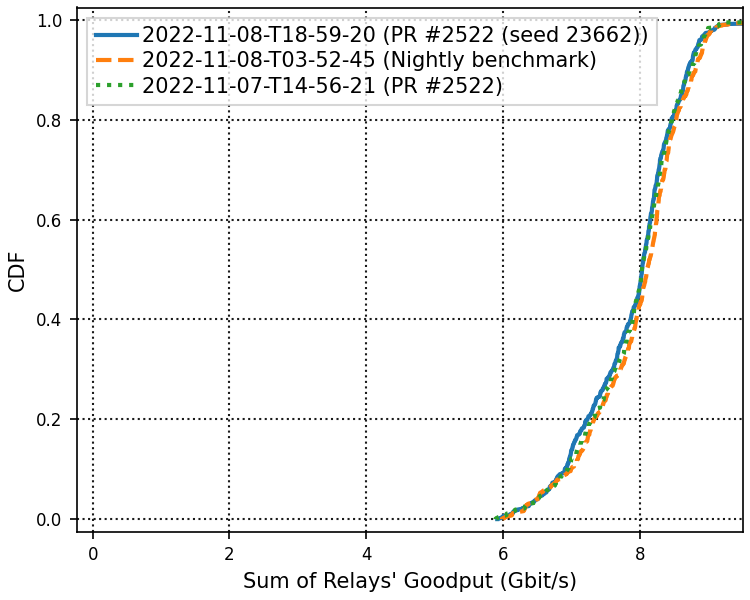 2022-11-08-T18-59-20 (PR #2522 (seed 23662))
2022-11-08-T03-52-45 (Nightly benchmark)
2022-11-07-T14-56-21 (PR #2522)
1.0
0.8
0.6
0.4
0.2
0.0
CDF
0 2 4 6 8
Sum of Relays' Goodput (Gbit/s)